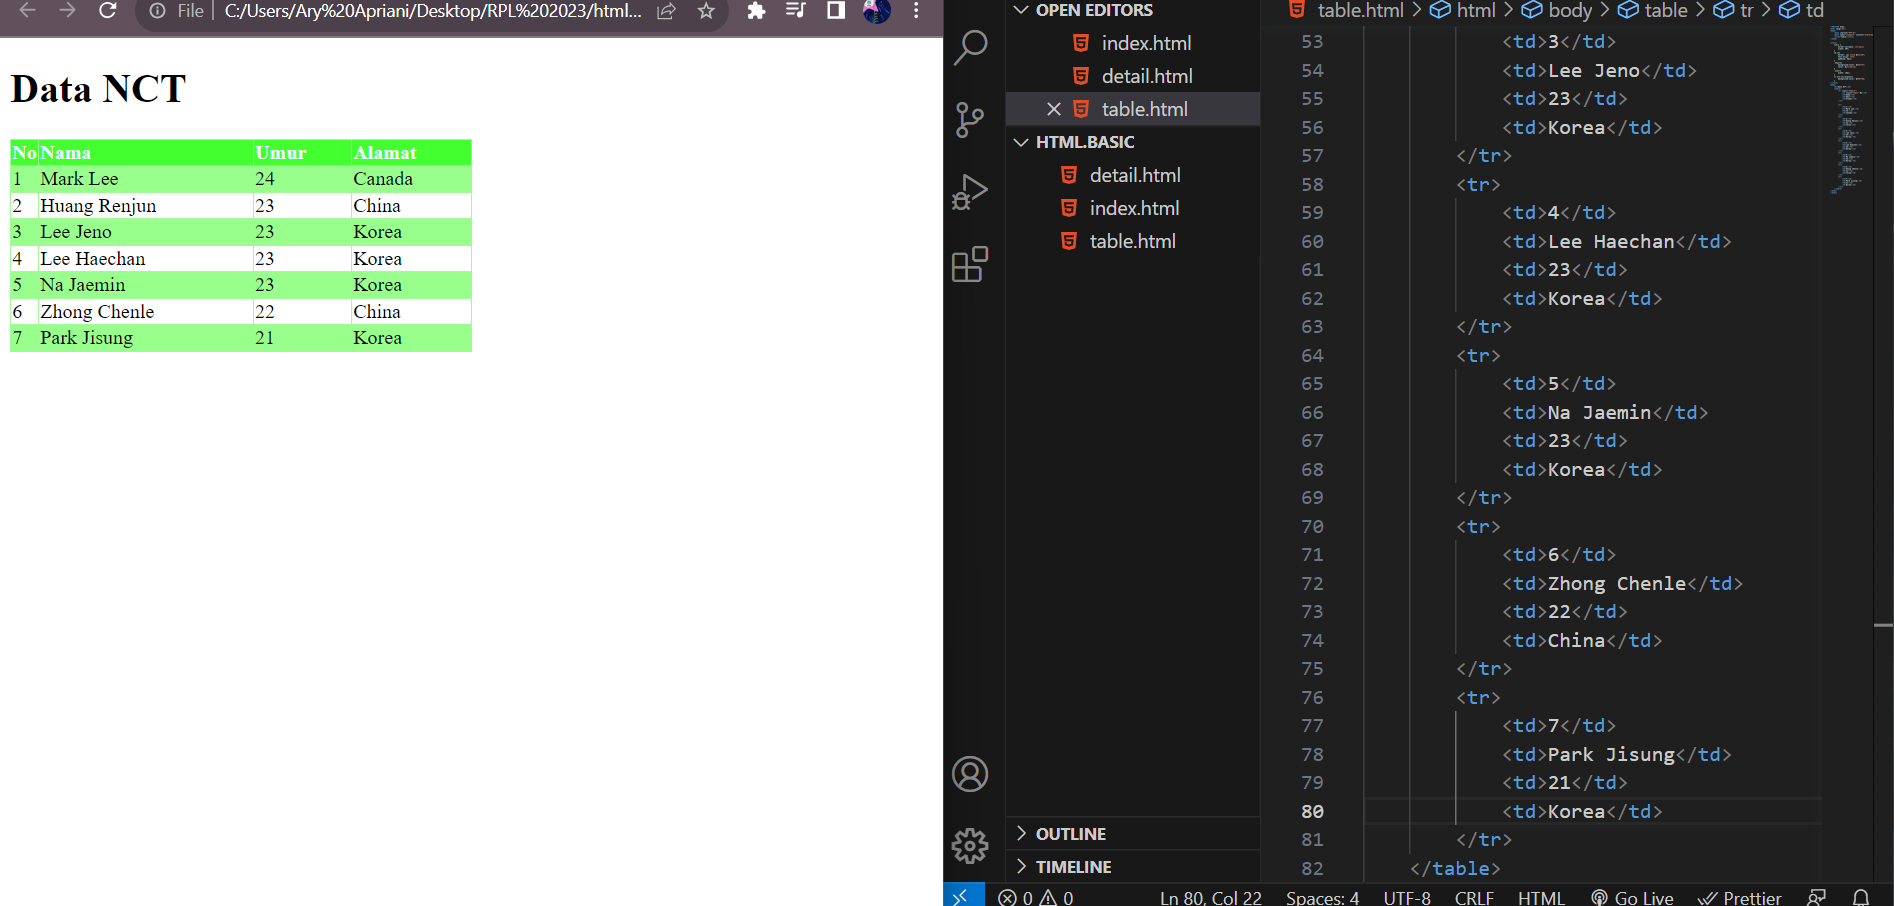 File C:/Users/Ary%20Apriani/Desktop/RPL%202023/html...
Data NCT
No Nama Umur Alamat
1 Mark Lee 24 Canada
2 Huang Renjun 23 China
3 Lee Jeno 23 Korea
4 Lee Haechan 23 Korea
5 Na Jaemin 23 Korea
6 Zhong Chenle 22 China
7 Park Jisung 21 Korea
OPEN EDITORS
index.html
detail.html
table.html
HTML.BASIC
detail.html
index.html
table.html
OUTLINE
TIMELINE
table.html > html > body > table > tr > td
53 <td>3</td>
54 <td>Lee Jeno</td>
55 <td>23</td>
56 <td>Korea</td>
57 </tr>
58 <tr>
59 <td>4</td>
60 <td>Lee Haechan</td>
61 <td>23</td>
62 <td>Korea</td>
63 </tr>
64 <tr>
65 <td>5</td>
66 <td>Na Jaemin</td>
67 <td>23</td>
68 <td>Korea</td>
69 </tr>
70 <tr>
71 <td>6</td>
72 <td>Zhong Chenle</td>
73 <td>22</td>
74 <td>China</td>
75 </tr>
76 <tr>
77 <td>7</td>
78 <td>Park Jisung</td>
79 <td>21</td>
80 <td>Korea</td>
81 </tr>
82 </table>
0 0 Ln 80, Col 22 Spaces: 4 UTF-8 CRLF HTML Go Live Prettier